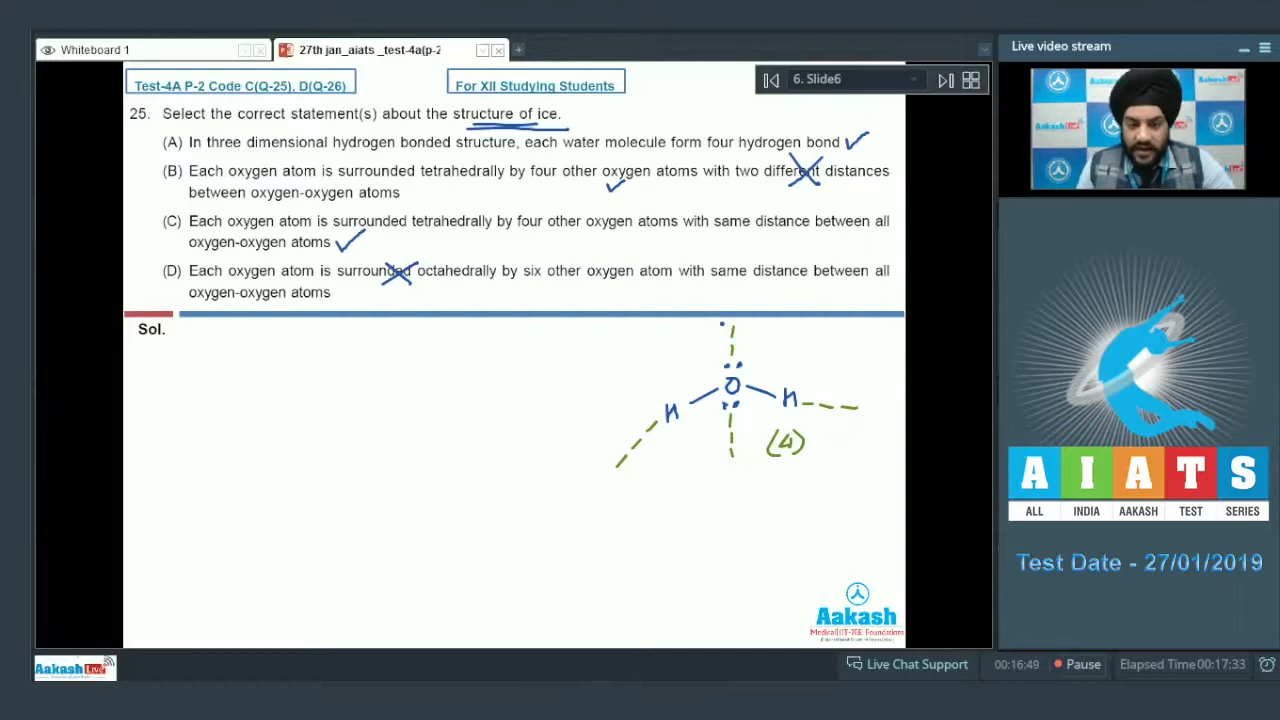 Whiteboard 1
27th jan_aiats _test-4a(p-2
Live video stream
Test-4A P-2 Code C(Q-25), D(Q-26)
For XII Studying Students
6. Slide6
25. Select the correct statement(s) about the structure of ice.
(A) In three dimensional hydrogen bonded structure, each water molecule form four hydrogen bond
(B) Each oxygen atom is surrounded tetrahedrally by four other oxygen atoms with two different distances
between oxygen-oxygen atoms
(C) Each oxygen atom is surrounded tetrahedrally by four other oxygen atoms with same distance between all
oxygen-oxygen atoms
(D) Each oxygen atom is surrounded octahedrally by six other oxygen atom with same distance between all
oxygen-oxygen atoms
Sol.
O
H H
(4)
A I A T S
ALL INDIA AAKASH TEST SERIES
Test Date - 27/01/2019
Aakash
Medical|IIT-JEE|Foundations
Aakash Live
Live Chat Support
00:16:49
Pause
Elapsed Time 00:17:33